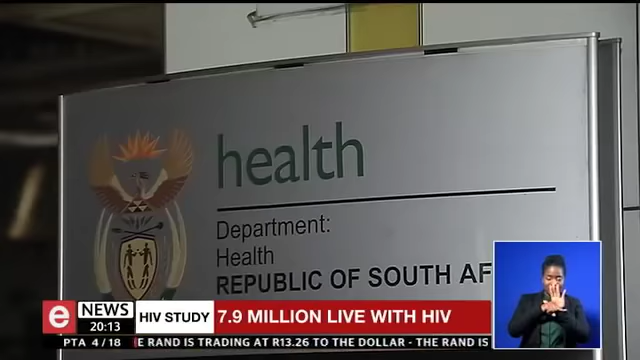 health
health
Department:
Health
REPUBLIC OF SOUTH AF
e NEWS HIV STUDY 7.9 MILLION LIVE WITH HIV
20:13
PTA 4 / 18 E RAND IS TRADING AT R13.26 TO THE DOLLAR - THE RAND IS